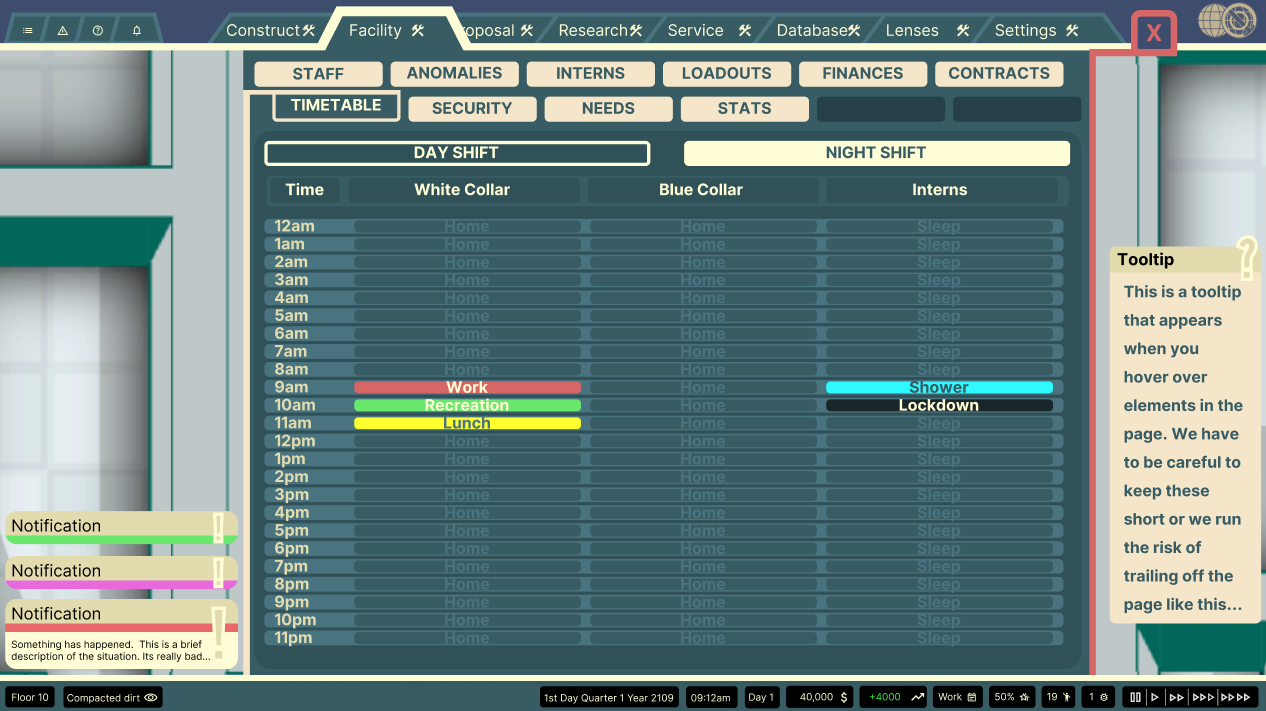 Construct Facility oposal Research Service Database Lenses Settings X
STAFF ANOMALIES INTERNS LOADOUTS FINANCES CONTRACTS
TIMETABLE SECURITY NEEDS STATS
DAY SHIFT NIGHT SHIFT
Time White Collar Blue Collar Interns
12am Home Home Sleep
1am Home Home Sleep
2am Home Home Sleep
3am Home Home Sleep
4am Home Home Sleep
5am Home Home Sleep
6am Home Home Sleep
7am Home Home Sleep
8am Home Home Sleep
9am Work Home Shower
10am Recreation Home Lockdown
11am Lunch Home Sleep
12pm Home Home Sleep
1pm Home Home Sleep
2pm Home Home Sleep
3pm Home Home Sleep
4pm Home Home Sleep
5pm Home Home Sleep
6pm Home Home Sleep
7pm Home Home Sleep
8pm Home Home Sleep
9pm Home Home Sleep
10pm Home Home Sleep
11pm Home Home Sleep
Tooltip ?
This is a tooltip
that appears
when you
hover over
elements in the
page. We have
to be careful to
keep these
short or we run
the risk of
trailing off the
page like this...
Notification !
Notification !
Notification !
Something has happened. This is a brief
description of the situation. Its really bad...
Floor 10 Compacted dirt 1st Day Quarter 1 Year 2109 09:12am Day 1 40,000 $ +4000 Work 50% 19 1